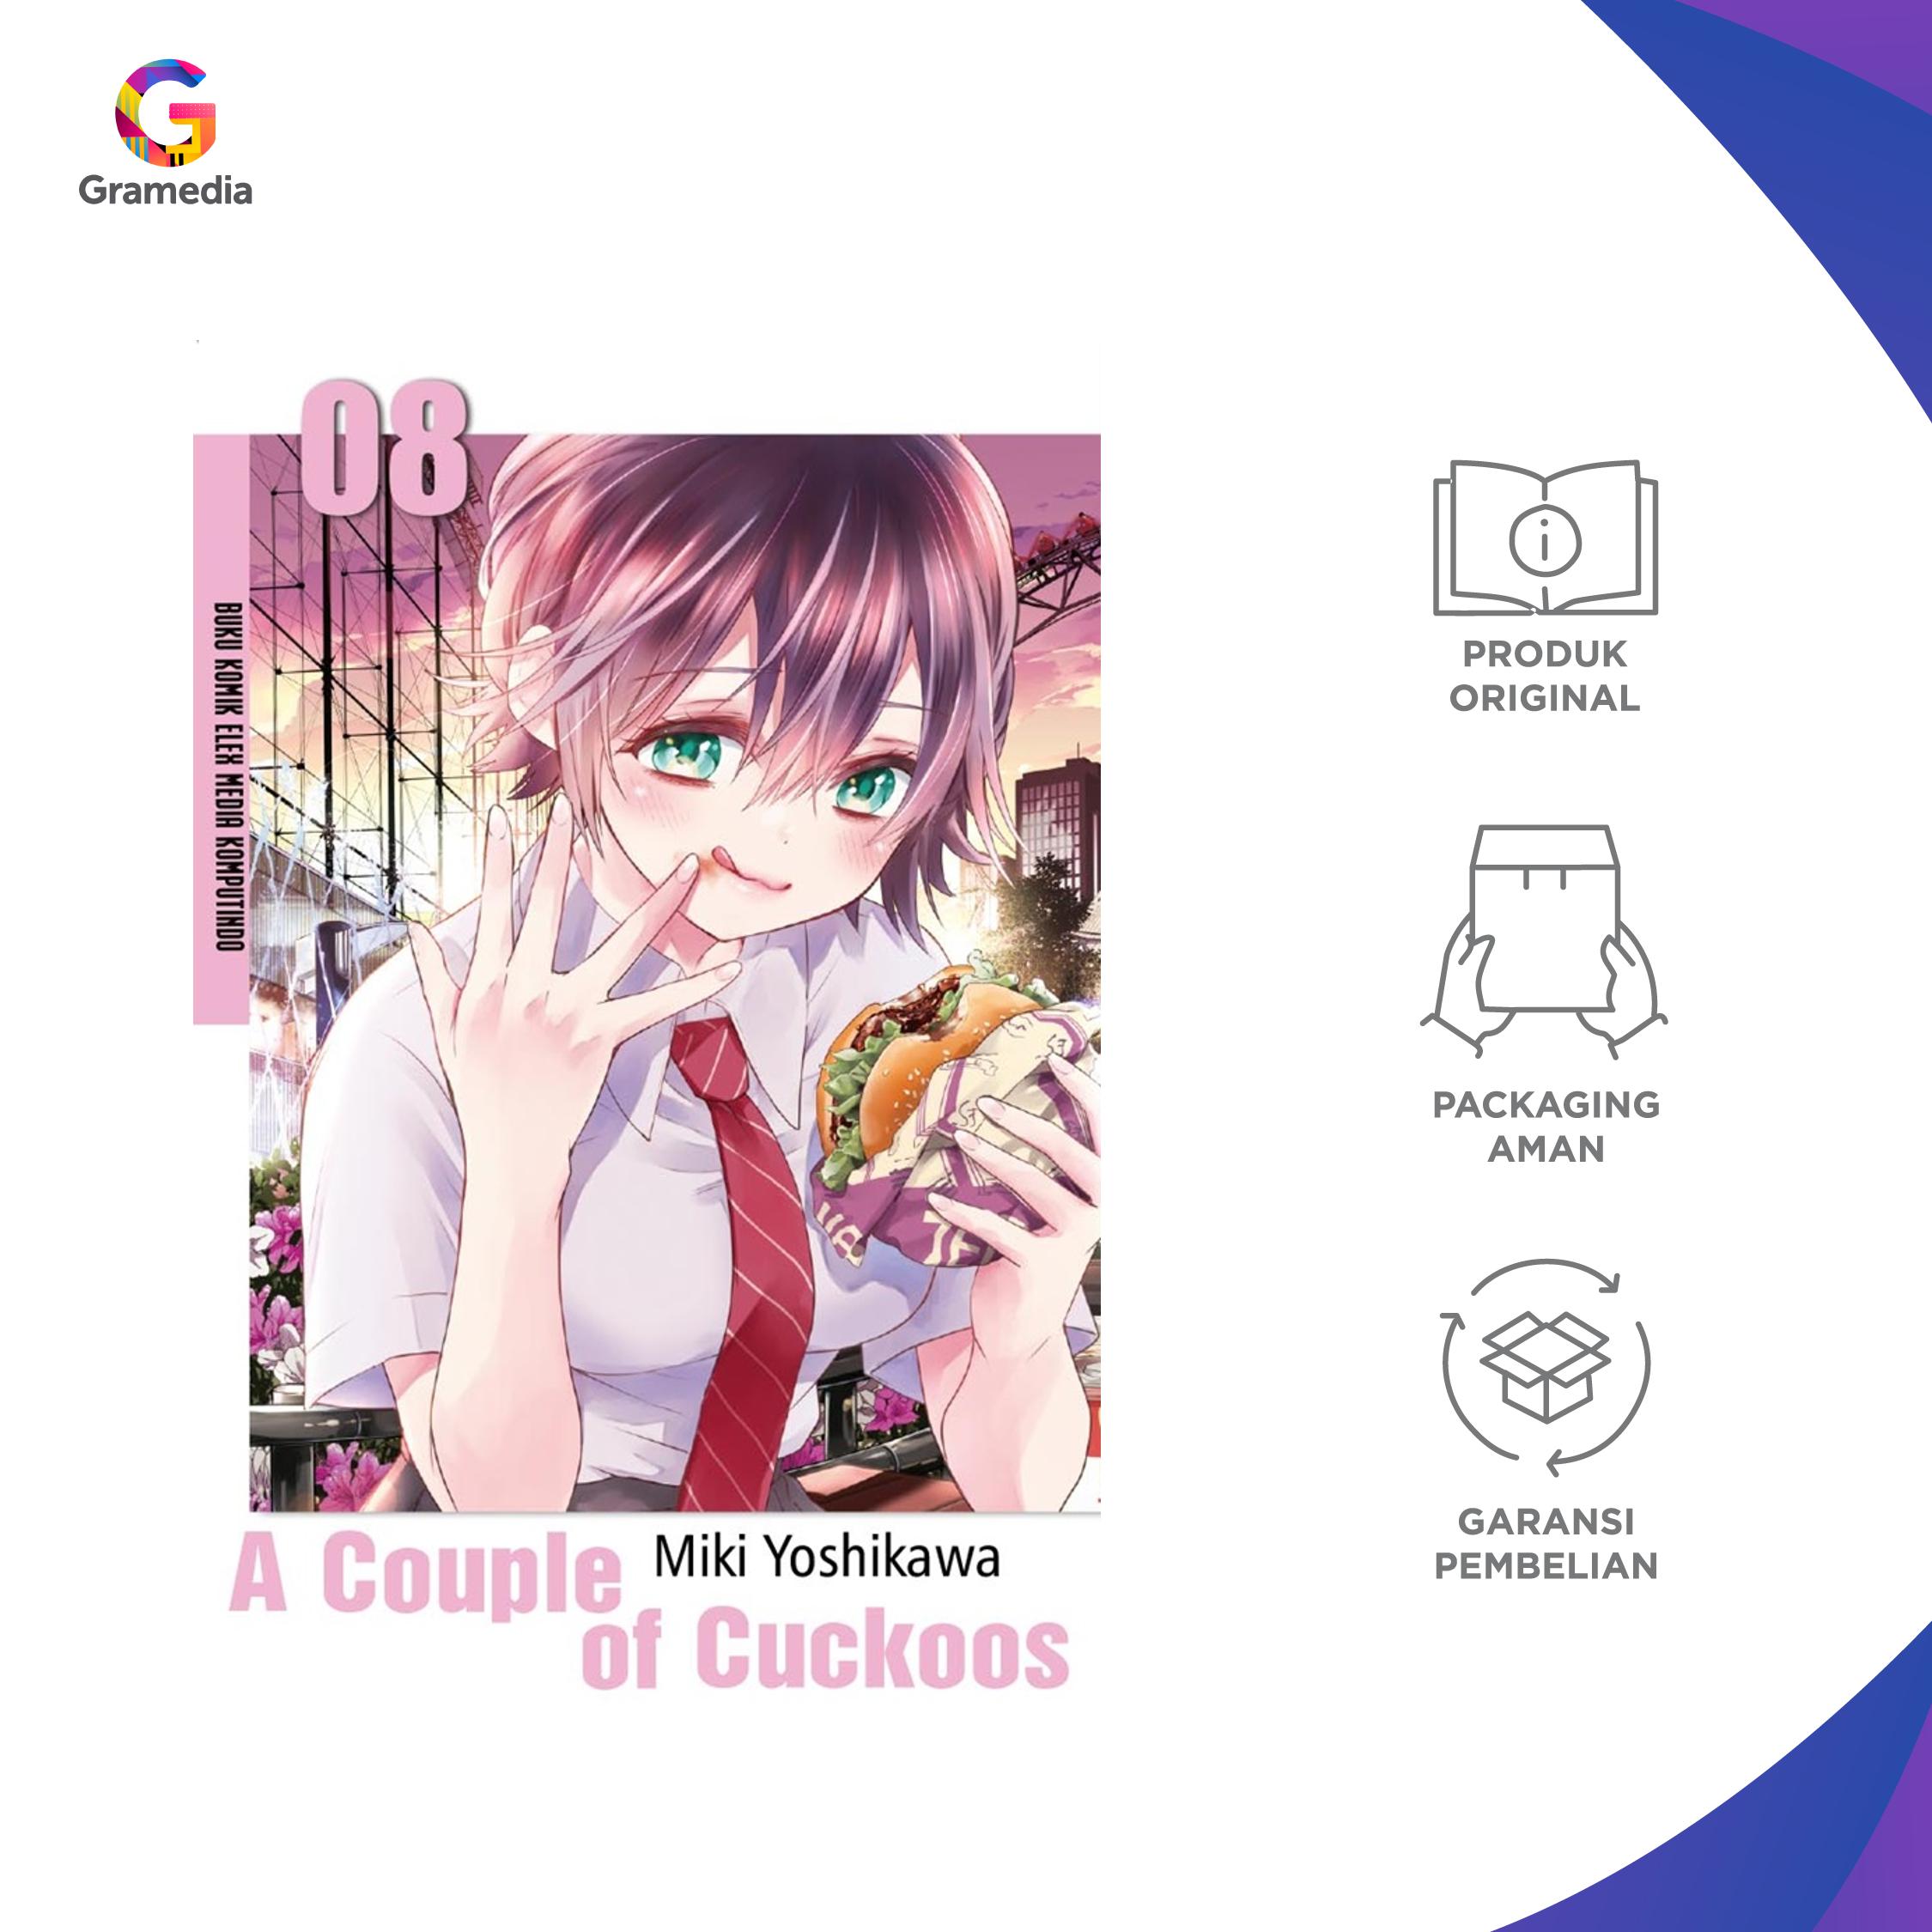 Gramedia
08
BUKU KOMIK ELEX MEDIA KOMPUTINDO
A Couple
Miki Yoshikawa
of Cuckoos
PRODUK
ORIGINAL
PACKAGING
AMAN
GARANSI
PEMBELIAN